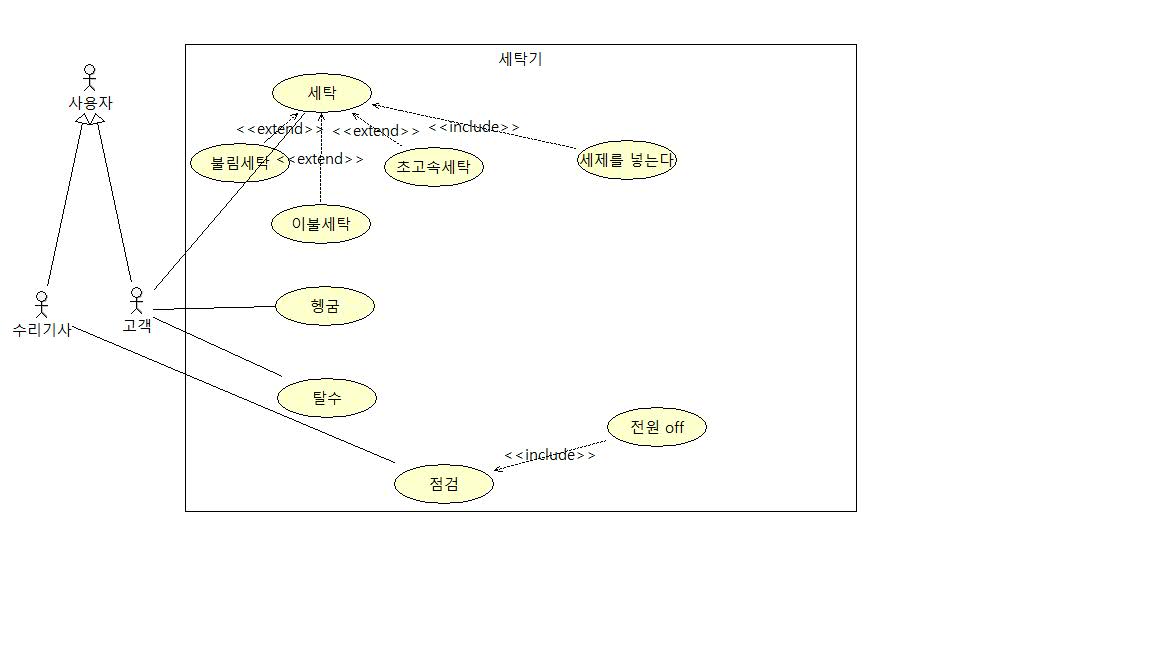 세탁기
사용자
세탁
<<extend>>
<<extend>>
<<include>>
불림세탁
<<extend>>
초고속세탁
세제를 넣는다
이불세탁
헹굼
수리기사
고객
탈수
전원 off
<<include>>
점검